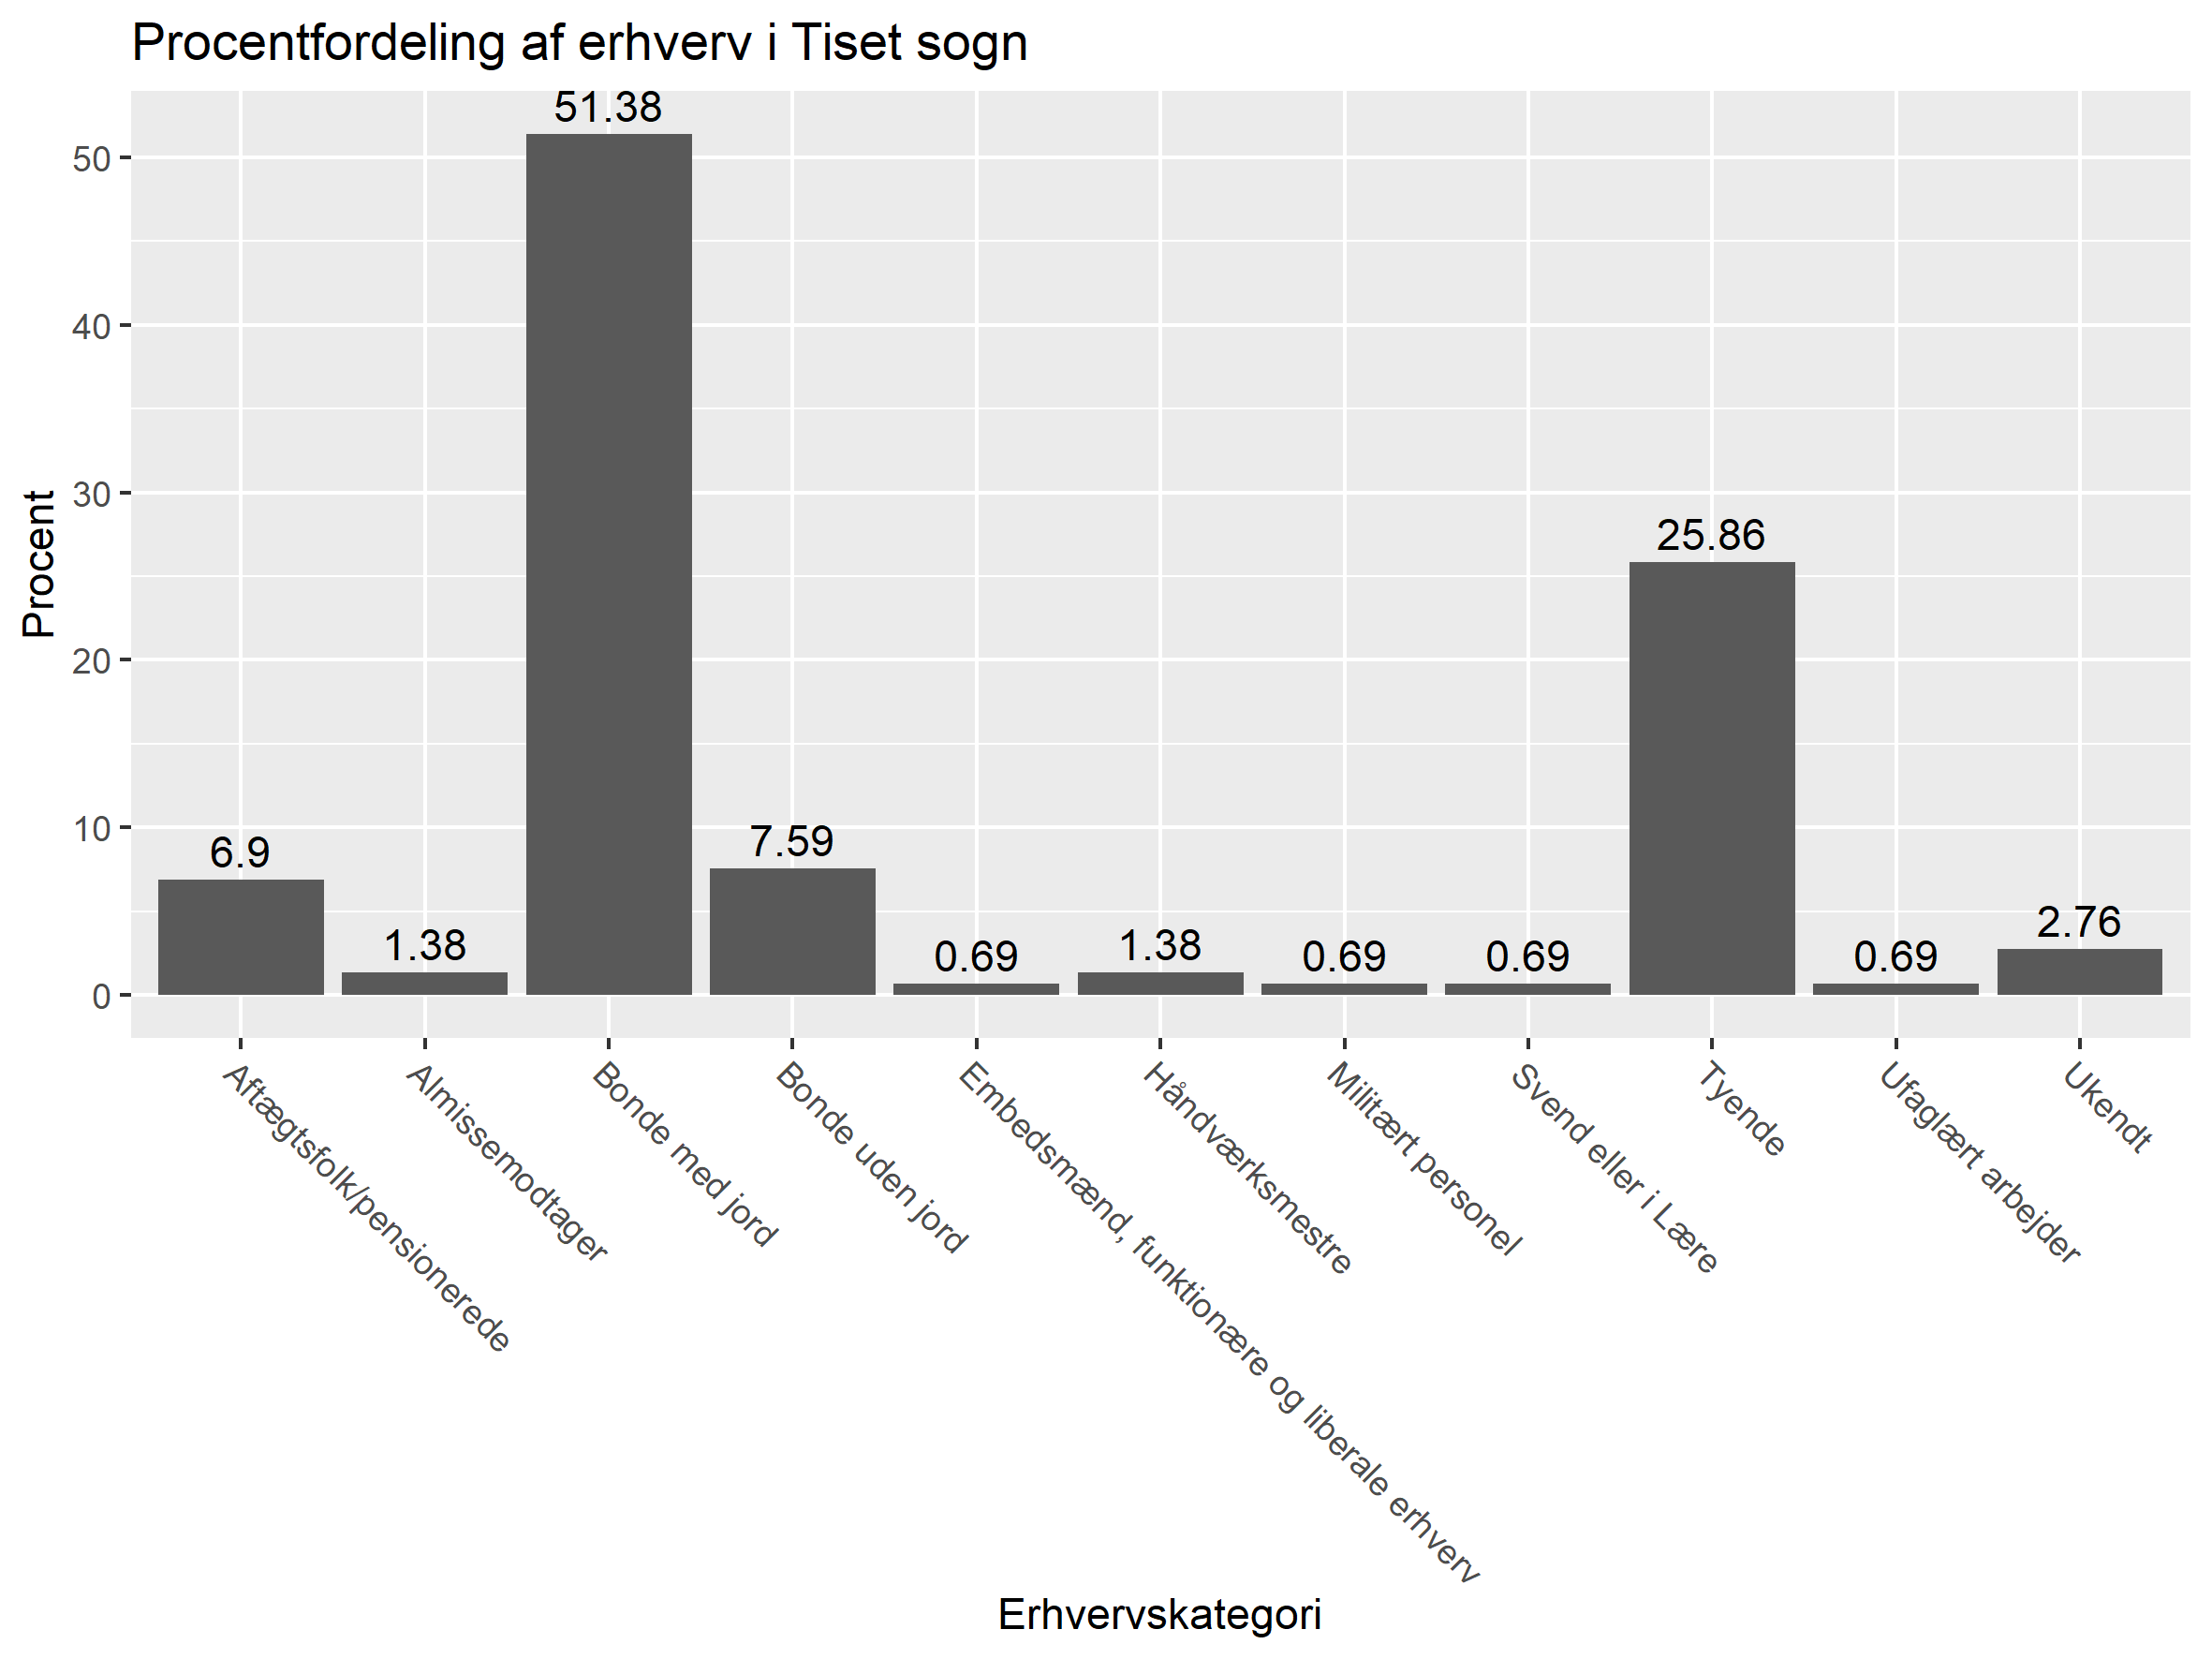 Procentfordeling af erhverv i Tiset sogn
Procent
50
40
30
20
10
0
6.9
1.38
51.38
7.59
0.69
1.38
0.69
0.69
25.86
0.69
2.76
Aftægtsfolk/pensionerede
Almissemodtager
Bonde med jord
Bonde uden jord
Embedsmænd, funktionære og liberale erhverv
Håndværksmestre
Militært personel
Svend eller i Lære
Tyende
Ufaglært arbejder
Ukendt
Erhvervskategori